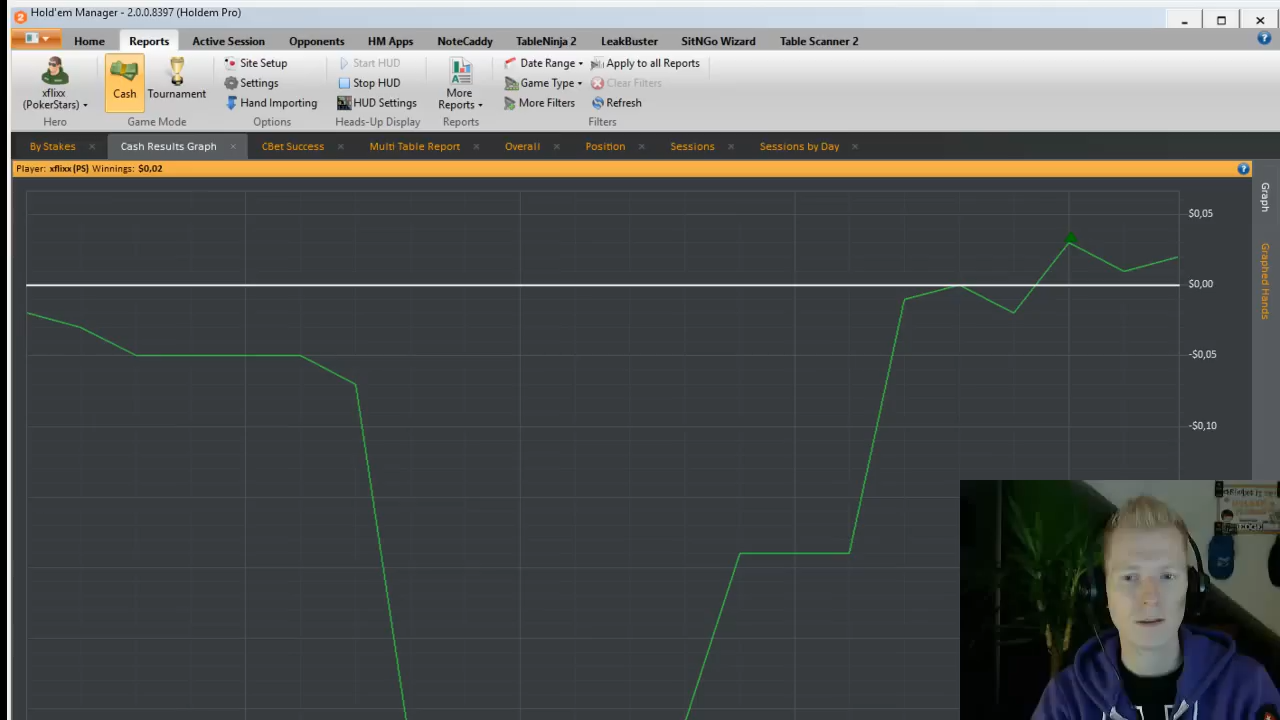 Hold'em Manager - 2.0.0.8397 (Holdem Pro)
Home Reports Active Session Opponents HM Apps NoteCaddy TableNinja 2 LeakBuster SitNGo Wizard Table Scanner 2
xflixx
(PokerStars)
Hero
Cash
Tournament
Game Mode
Site Setup
Settings
Hand Importing
Options
Start HUD
Stop HUD
HUD Settings
Heads-Up Display
More
Reports
Reports
Date Range
Apply to all Reports
Game Type
Clear Filters
More Filters
Refresh
Filters
By Stakes Cash Results Graph CBet Success Multi Table Report Overall Position Sessions Sessions by Day
Player: xflixx (PS) Winnings: $0,02
Graph
Graphed Hands
$0,05
$0,00
-$0,05
-$0,10
EDGE